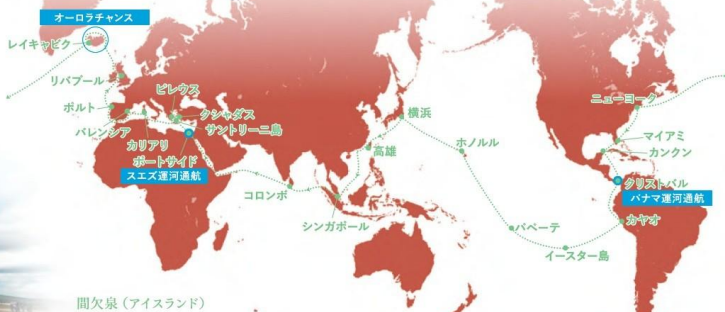 オーロラチャンス
レイキャビク
リバプール
ポルト
バレンシア
カリアリ
ピレウス
クシャダス
サントリーニ島
ポートサイド
スエズ運河通航
コロンボ
シンガポール
高雄
横浜
ホノルル
パペーテ
イースター島
ニューヨーク
マイアミ
カンクン
クリストバル
パナマ運河通航
カヤオ
間欠泉（アイスランド）